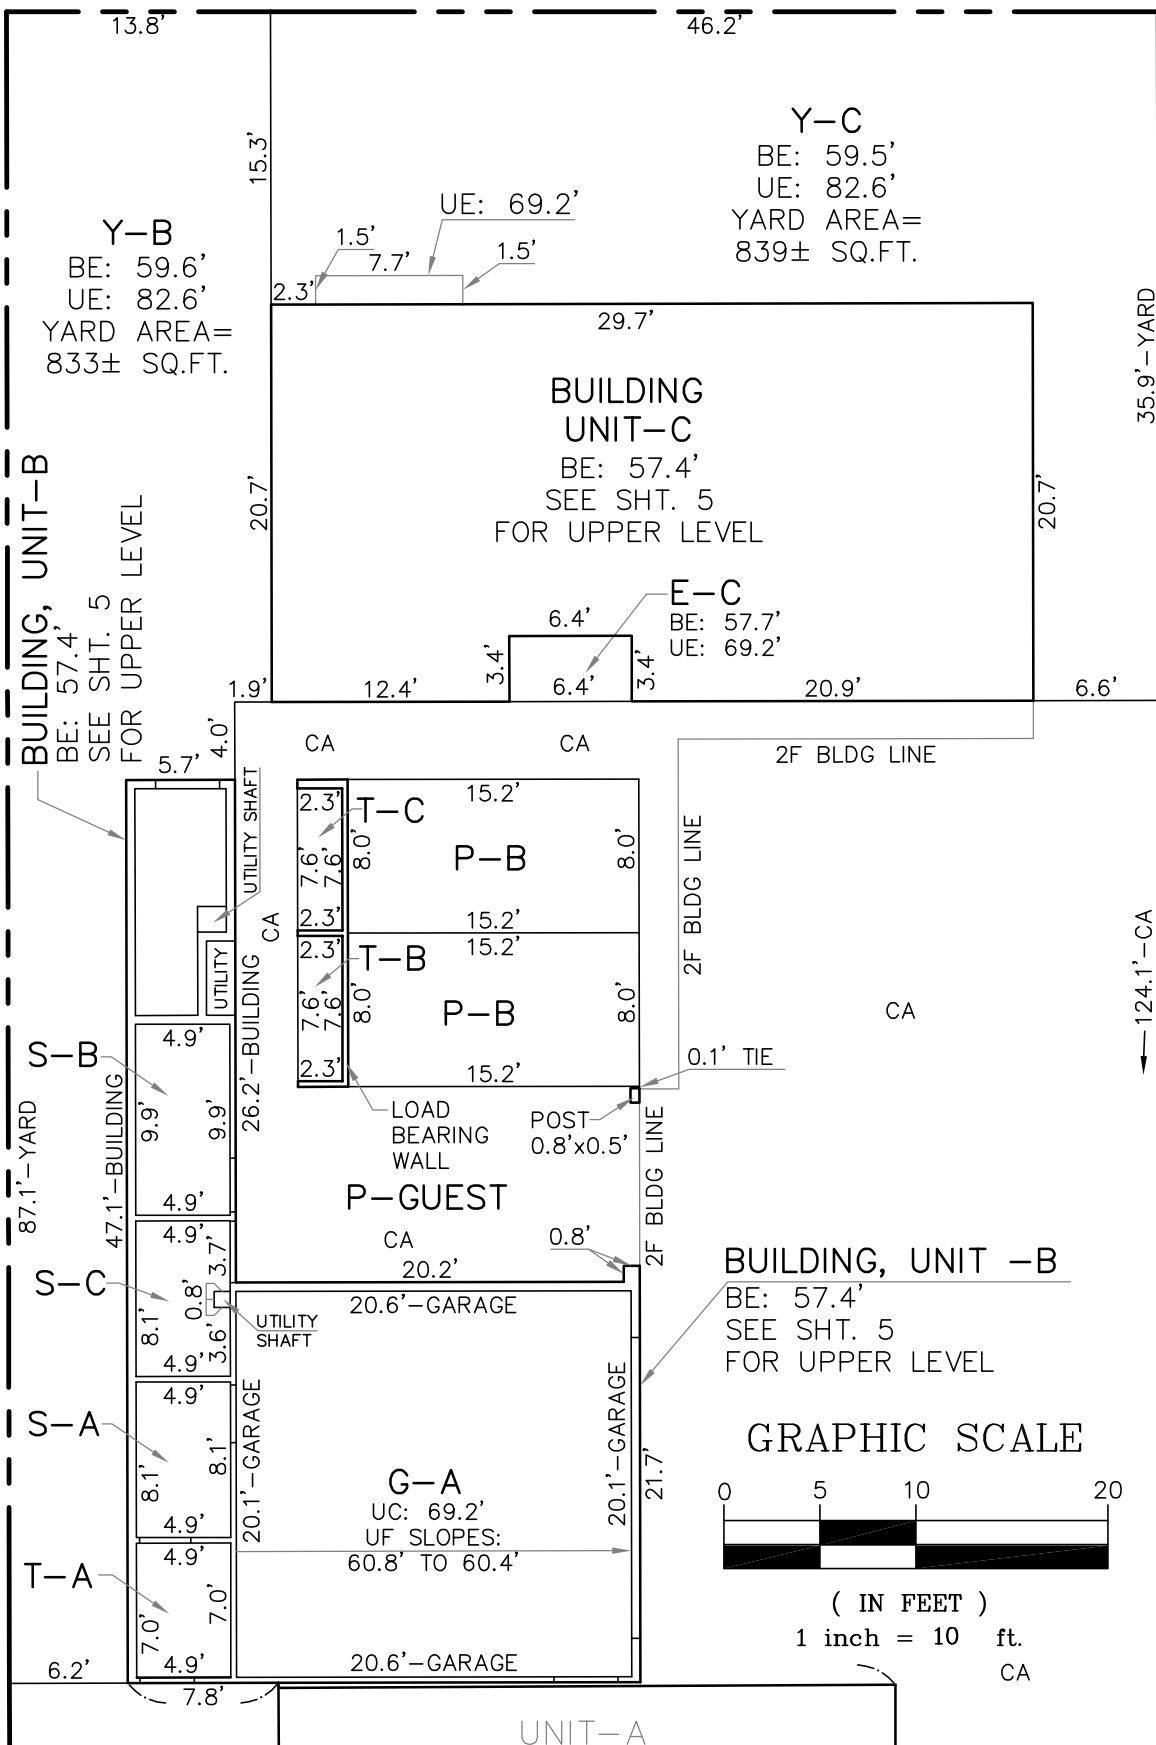 13.8'
46.2'
15.3'
Y-C
BE: 59.5'
UE: 82.6'
YARD AREA=
839± SQ.FT.
Y-B
BE: 59.6'
UE: 82.6'
YARD AREA=
833± SQ.FT.
UE: 69.2'
1.5'
7.7'
1.5'
2.3'
29.7'
35.9'-YARD
BUILDING
UNIT-C
BE: 57.4'
SEE SHT. 5
FOR UPPER LEVEL
20.7'
20.7'
BUILDING, UNIT-B
BE: 57.4'
SEE SHT. 5
FOR UPPER LEVEL
E-C
BE: 57.7'
UE: 69.2'
6.4'
3.4'
3.4'
1.9'
12.4'
6.4'
20.9'
6.6'
4.0'
CA
CA
2F BLDG LINE
5.7'
UTILITY SHAFT
2.3'
T-C
15.2'
7.6'
7.6'
8.0'
P-B
8.0'
2F BLDG LINE
2.3'
15.2'
CA
2.3'
T-B
15.2'
UTILITY
26.2'-BUILDING
7.6'
7.6'
8.0'
P-B
8.0'
CA
124.1'-CA
2.3'
15.2'
0.1' TIE
4.9'
S-B
9.9'
9.9'
4.9'
87.1'-YARD
47.1'-BUILDING
LOAD
BEARING
WALL
POST
0.8'x0.5'
2F BLDG LINE
P-GUEST
CA
0.8'
20.2'
4.9'
3.7'
S-C
0.8'
8.1'
3.6'
UTILITY
SHAFT
4.9'
20.6'-GARAGE
BUILDING, UNIT -B
BE: 57.4'
SEE SHT. 5
FOR UPPER LEVEL
4.9'
S-A
8.1'
8.1'
4.9'
20.1'-GARAGE
G-A
UC: 69.2'
UF SLOPES:
60.8' TO 60.4'
20.1'-GARAGE
21.7'
GRAPHIC SCALE
0 5 10 20
( IN FEET )
1 inch = 10 ft.
4.9'
T-A
7.0'
7.0'
4.9'
20.6'-GARAGE
6.2'
7.8'
CA
UNIT-A